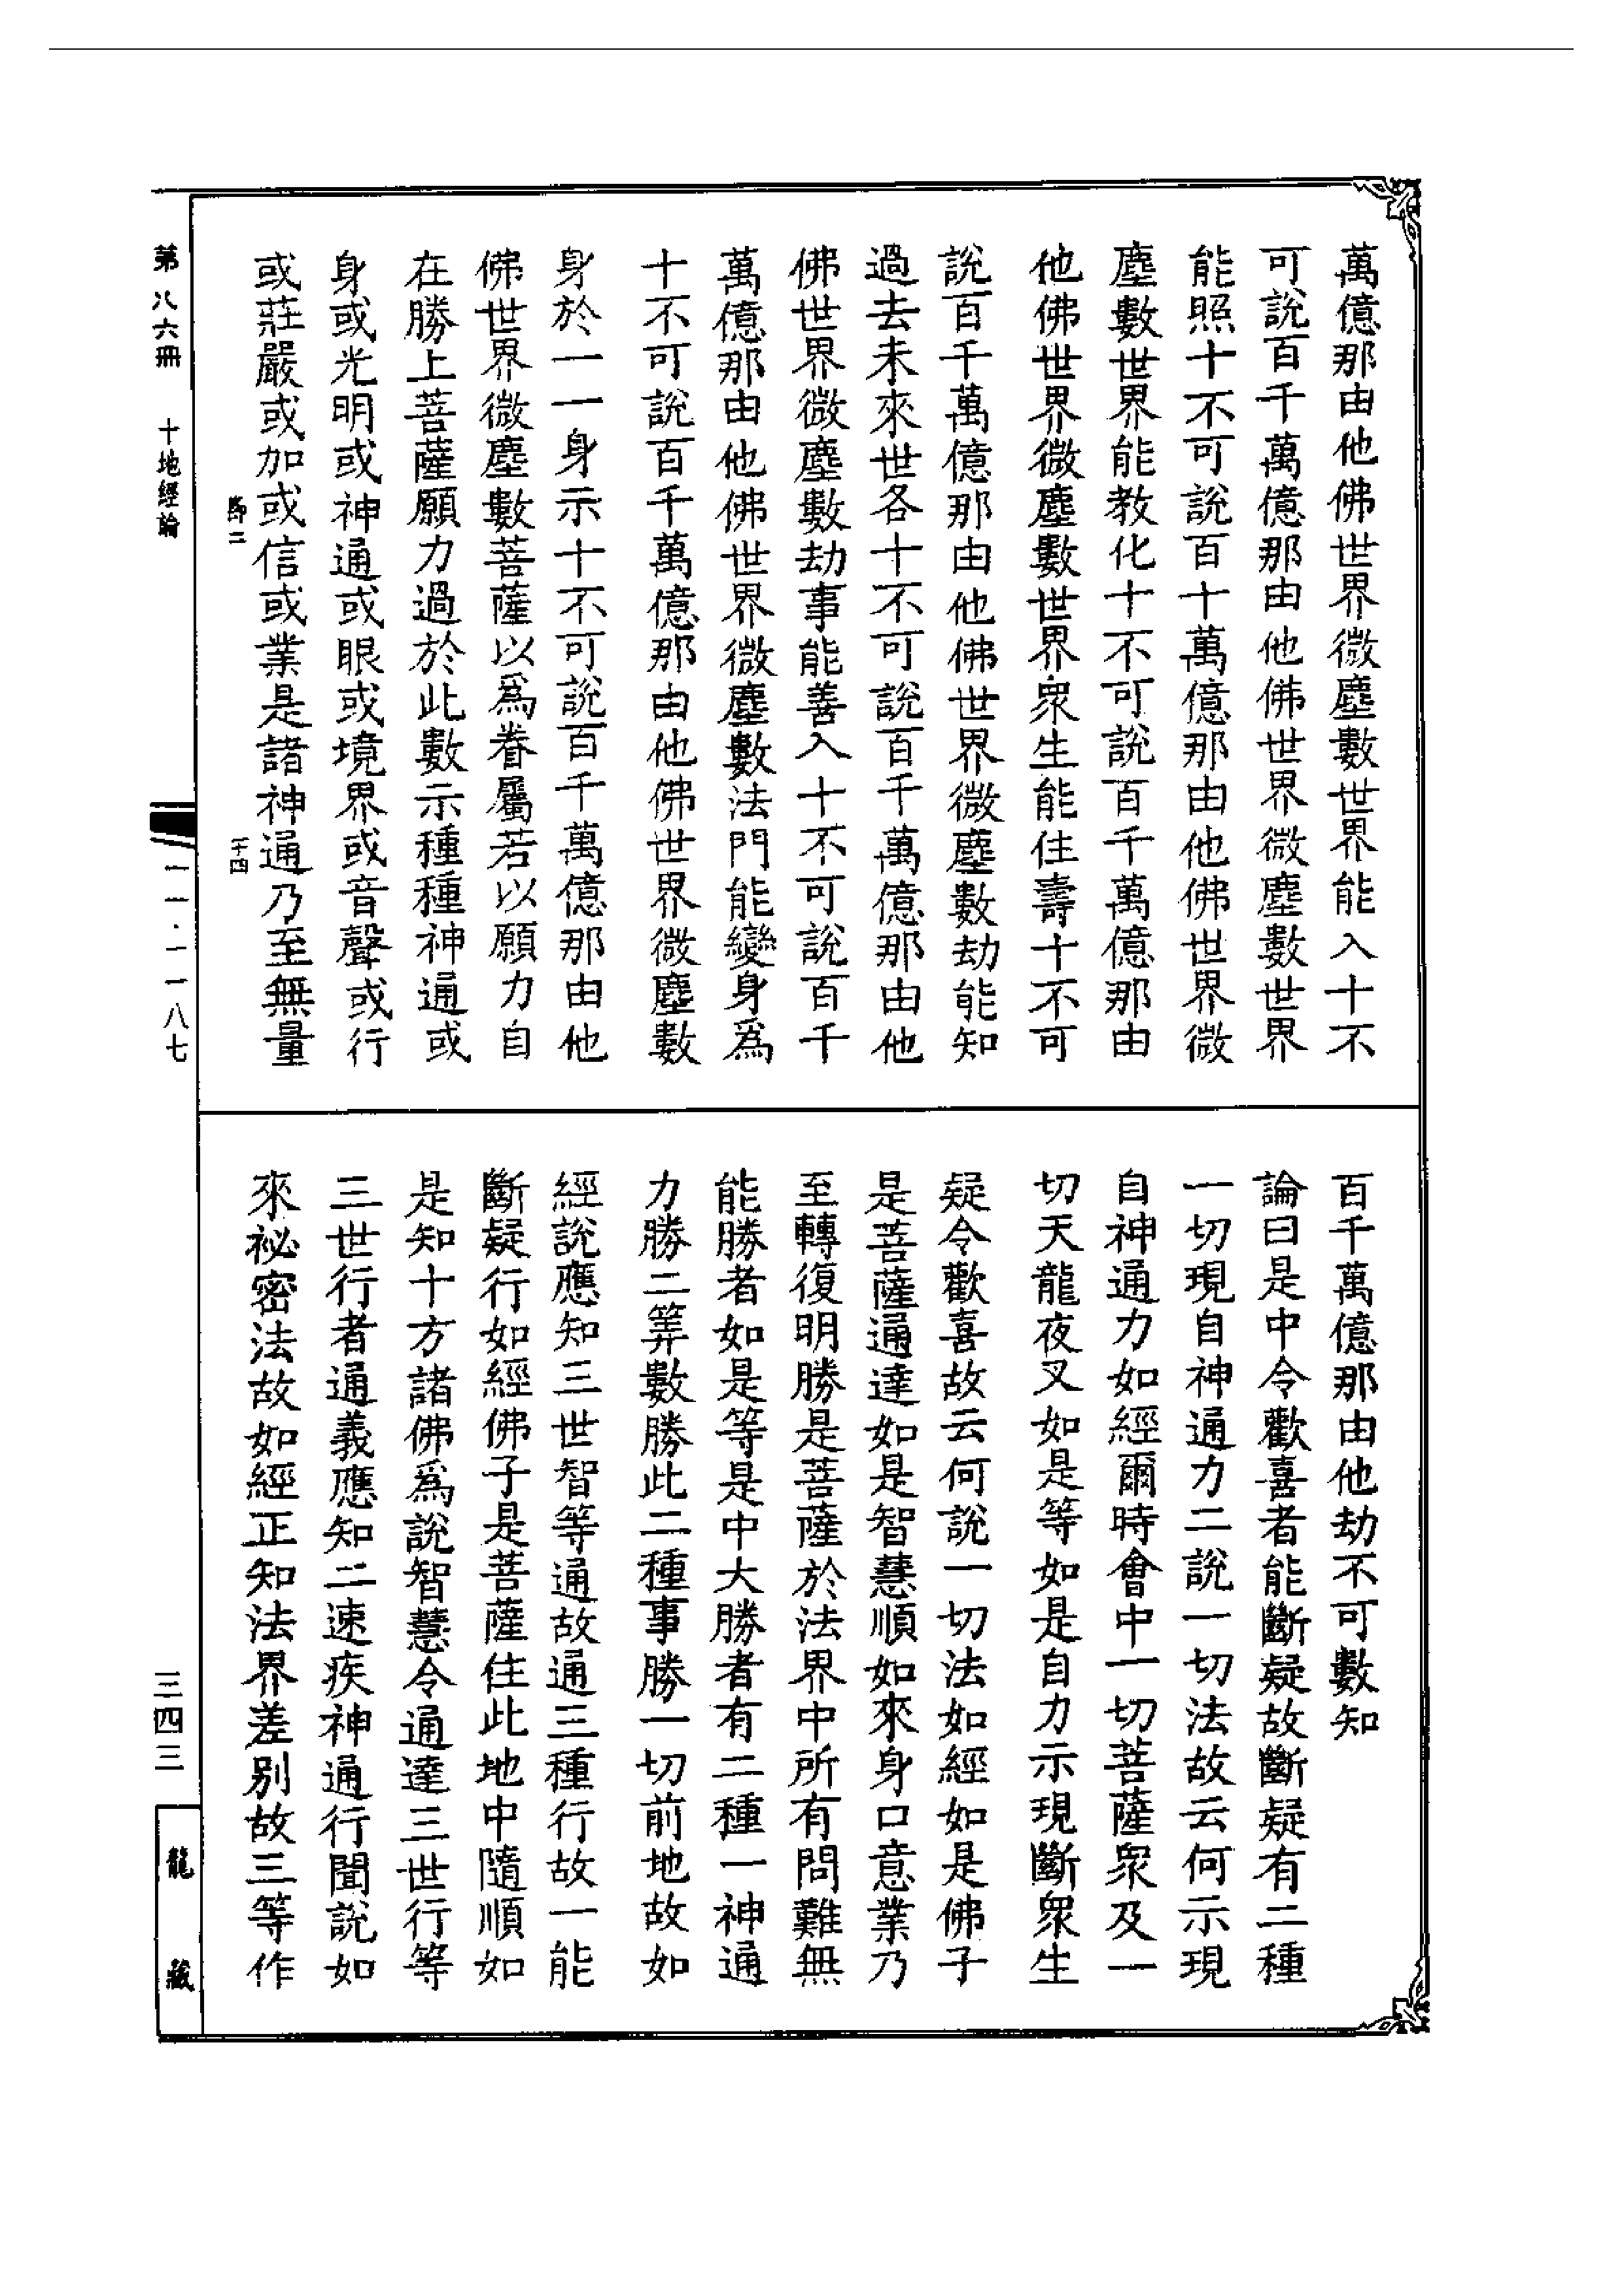 萬億那由他佛世界微塵數世界能入十不
可說百千萬億那由他佛世界微塵數世界
能照十不可說百十萬億那由他佛世界微
塵數世界能教化十不可說百千萬億那由
他佛世界微塵數世界衆生能住壽十不可
說百千萬億那由他佛世界微塵數劫能知
過去未來世各十不可說百千萬億那由他
佛世界微塵數劫事能善入十不可說百千
萬億那由他佛世界微塵數法門能變身爲
十不可說百千萬億那由他佛世界微塵數
身於一一身示十不可說百千萬億那由他
佛世界微塵數菩薩以爲眷屬若以願力自
在勝上菩薩願力過於此數示種種神通或
身或光明或神通或眼或境界或音聲或行
或莊嚴或加或信或業是諸神通乃至無量
百千萬億那由他劫不可數知
論曰是中令歡喜者能斷疑故斷疑有二種
一切現自神通力二說一切法故云何示現
自神通力如經爾時會中一切菩薩衆及一
切天龍夜叉如是等如是自力示現斷衆生
疑令歡喜故云何說一切法如經如是佛子
是菩薩通達如是智慧順如來身口意業乃
至轉復明勝是菩薩於法界中所有問難無
能勝者如是等是中大勝者有二種一神通
力勝二筭數勝此二種事勝一切前地故如
經說應知三世智等通故通三種行故一能
斷疑行如經佛子是菩薩住此地中隨順如
是知十方諸佛爲說智慧令通達三世行等
三世行者通義應知二速疾神通行聞說如
來祕密法故如經正知法界差別故三等作
第八六冊
十地經論
二十四
一一·一一八七
三四三
龍藏